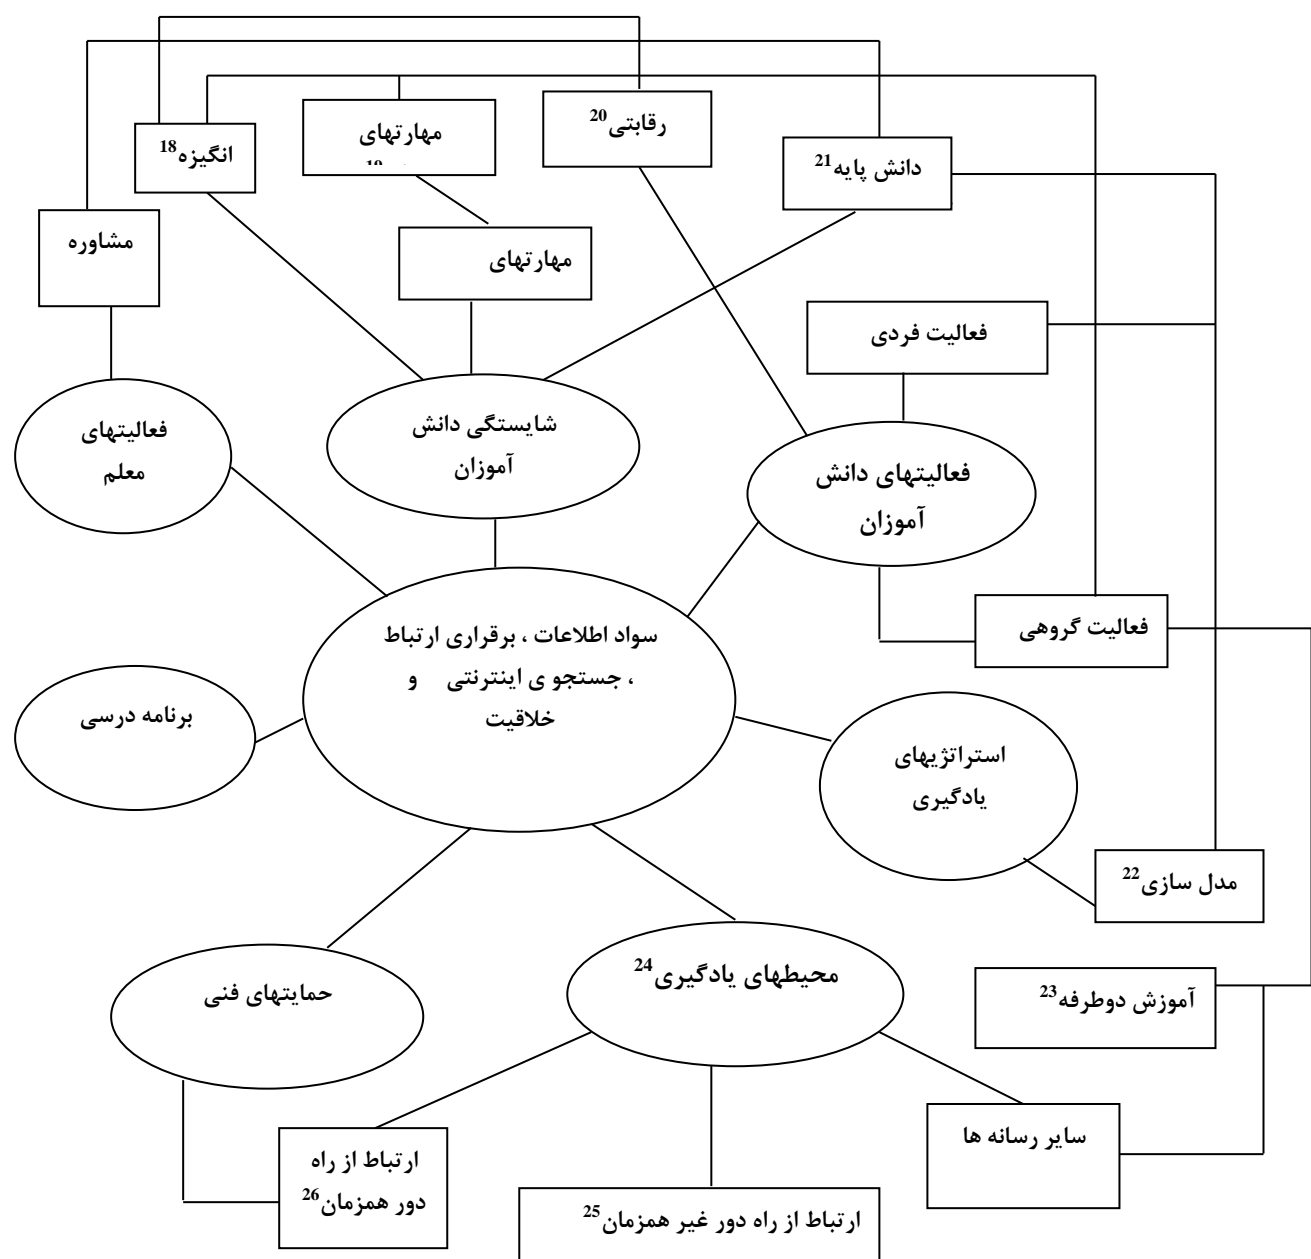 رقابتی20
مهارتهای
انگیزه18
دانش پایه21
مشاوره
مهارتهای
فعالیت فردی
شایستگی دانش
آموزان
فعالیتهای
معلم
فعالیتهای دانش
آموزان
فعالیت گروهی
سواد اطلاعات ، برقراری ارتباط
، جستجو ی اینترنتی و
خلاقیت
برنامه درسی
استراتژیهای
یادگیری
مدل سازی22
محیطهای یادگیری24
حمایتهای فنی
آموزش دوطرفه23
سایر رسانه ها
ارتباط از راه
دور همزمان26
ارتباط از راه دور غیر همزمان25